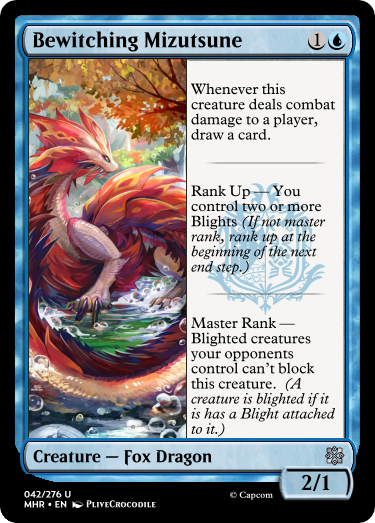 Bewitching Mizutsune 1
Whenever this
creature deals combat
damage to a player,
draw a card.
Rank Up — You
control two or more
Blights (If not master
rank, rank up at the
beginning of the next
end step.)
Master Rank —
Blighted creatures
your opponents
control can't block
this creature. (A
creature is blighted if it
is has a Blight attached
to it.)
Creature — Fox Dragon
2/1
042/276 U
MHR • EN PliveCrocodile
© Capcom